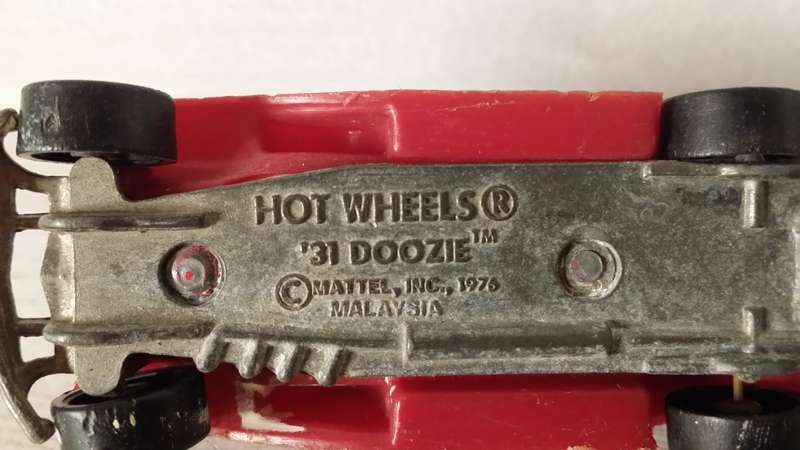 HOT WHEELS®
'31 DOOZIE™
©MATTEL, INC., 1976
MALAYSIA